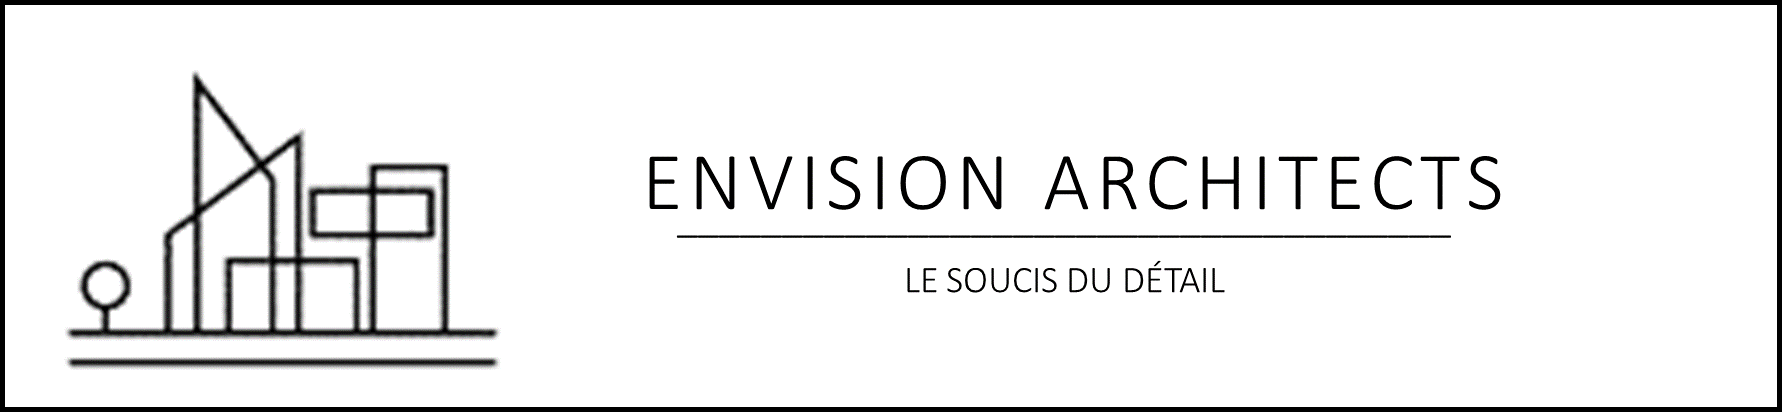 ENVISION ARCHITECTS
LE SOUCIS DU DÉTAIL